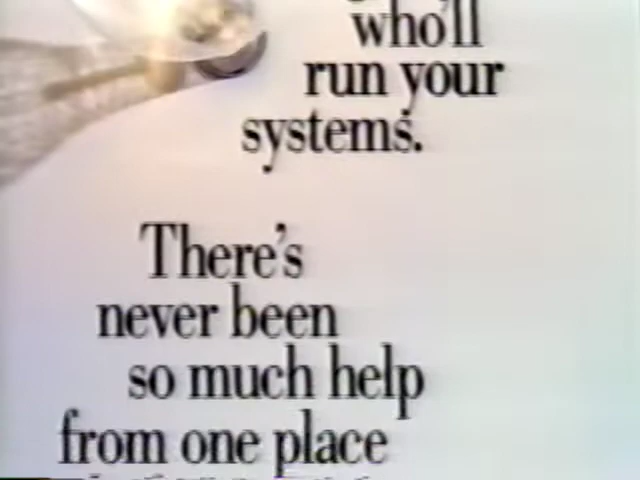 who'll
run your
systems.
There's
never been
so much help
from one place